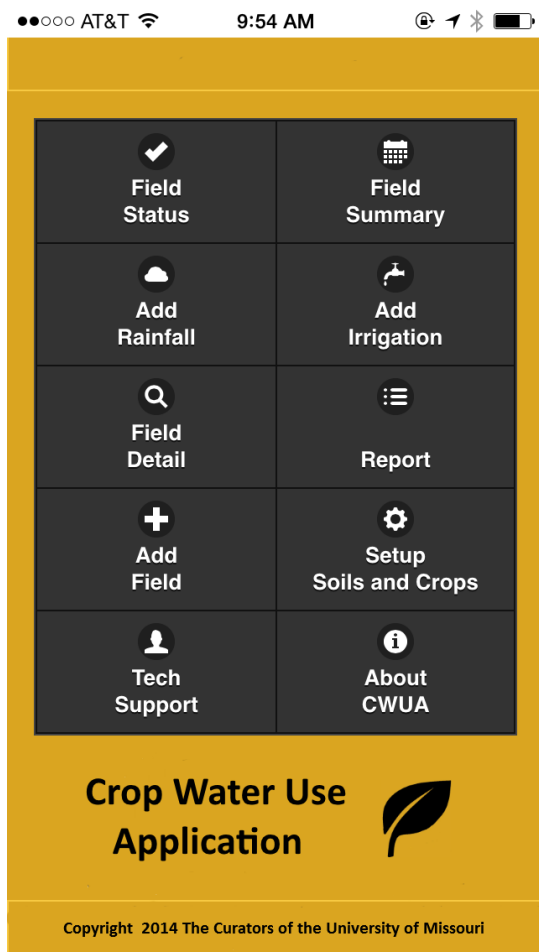 AT&T 9:54 AM
Field
Status
Field
Summary
Add
Rainfall
Add
Irrigation
Field
Detail
Report
Add
Field
Setup
Soils and Crops
Tech
Support
About
CWUA
Crop Water Use
Application
Copyright 2014 The Curators of the University of Missouri